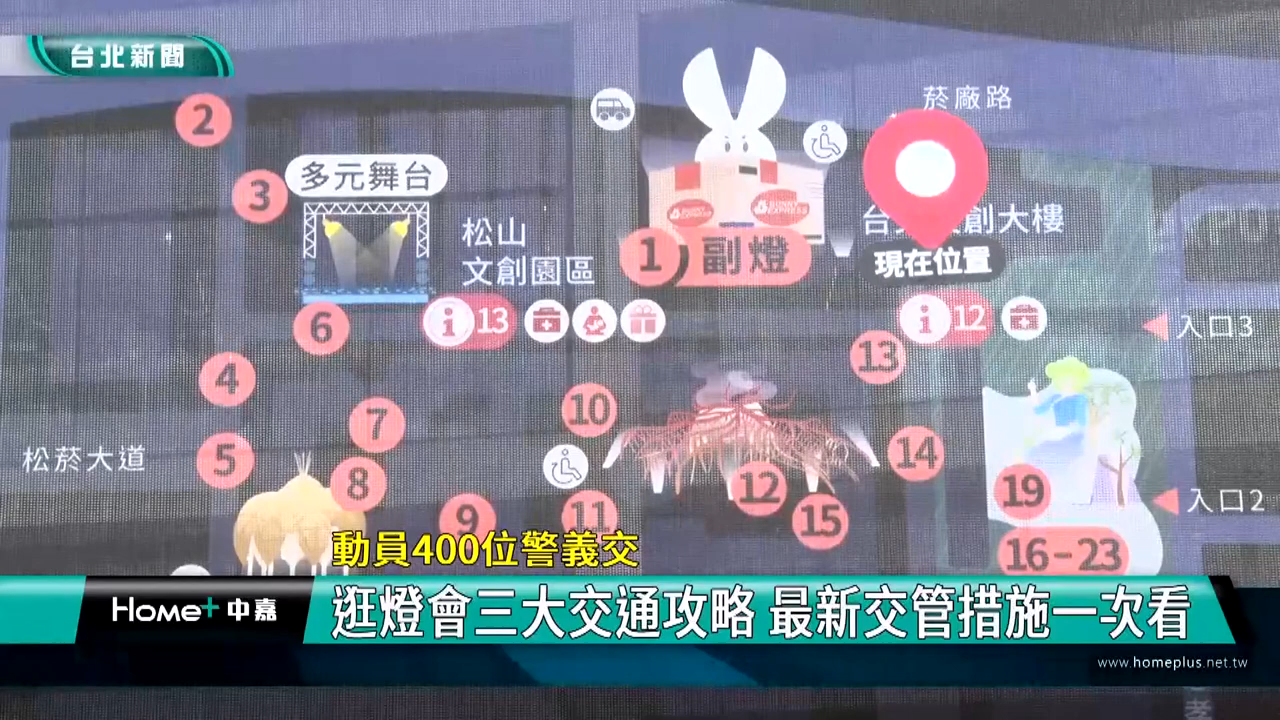 台北新聞
菸廠路
2
3
多元舞台
松山
文創園區
1
副燈
現在位置
i 13
i 12
入口3
6
13
4
10
7
14
松菸大道
5
8
12
19
入口2
9
11
15
16-23
動員400位警義交
Home+中嘉
逛燈會三大交通攻略 最新交管措施一次看
www.homeplus.net.tw